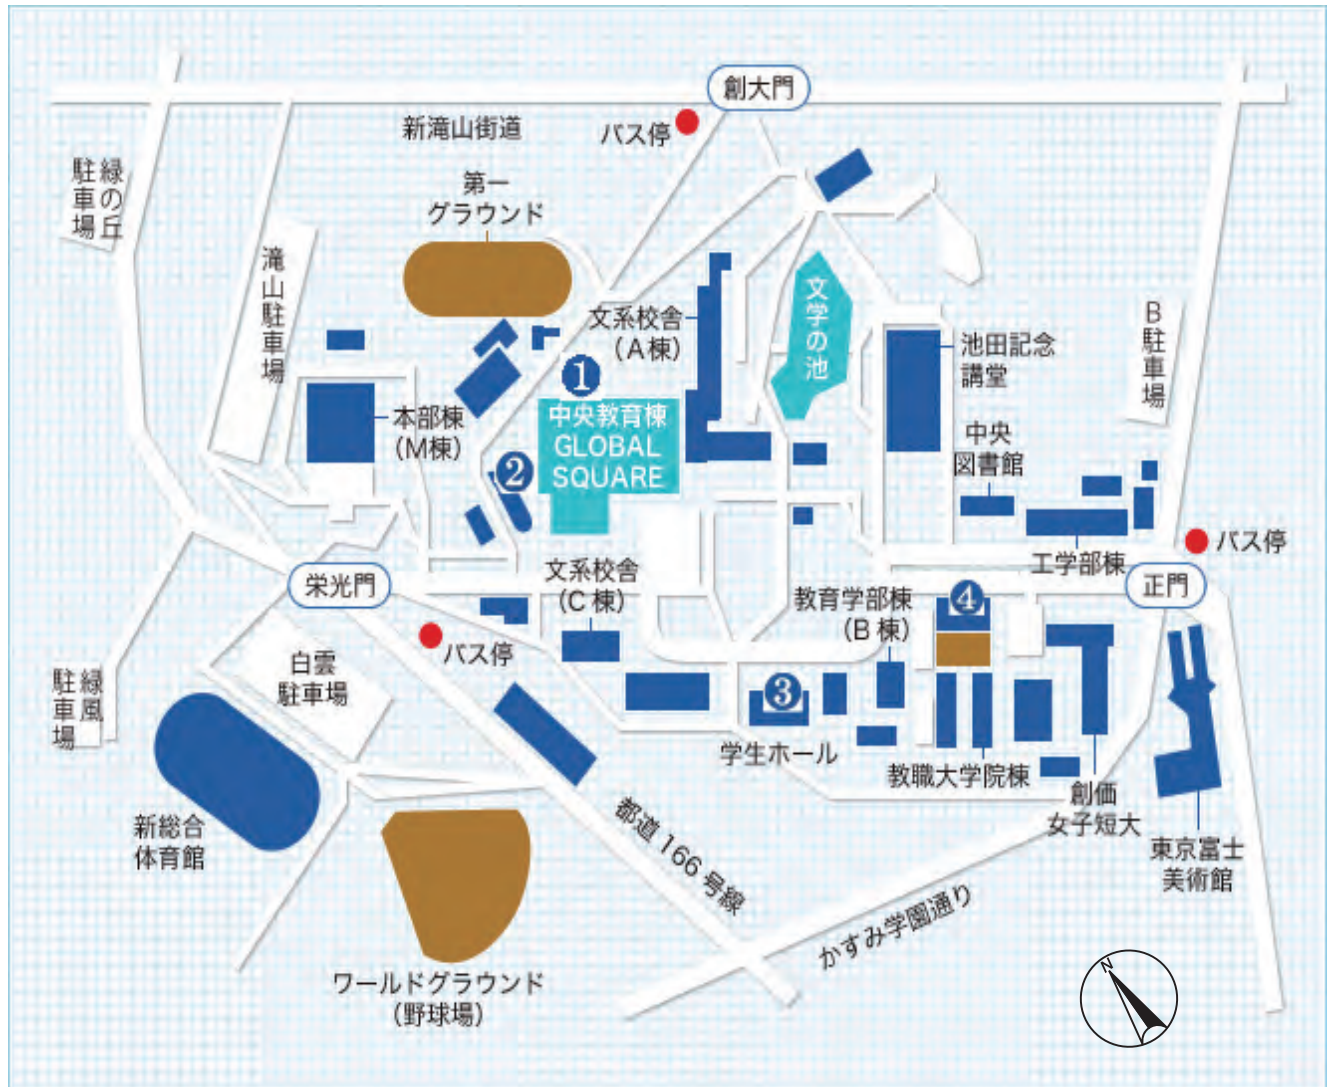 創大門
バス停
新滝山街道
緑の丘
駐車場
第一
グラウンド
滝山駐車場
文系校舎
（A棟）
文学の池
池田記念
講堂
B駐車場
1
中央教育棟
GLOBAL
SQUARE
本部棟
（M棟）
2
中央
図書館
工学部棟
バス停
正門
栄光門
文系校舎
（C棟）
教育学部棟
（B棟）
4
バス停
白雲
駐車場
緑風
駐車場
3
学生ホール
教職大学院棟
創価
女子短大
東京富士
美術館
新総合
体育館
都道166号線
かすみ学園通り
ワールドグラウンド
（野球場）
N